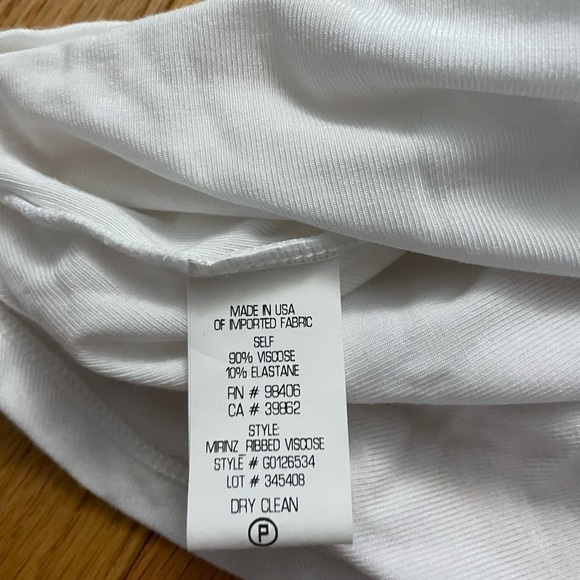 MADE IN USA
OF IMPORTED FABRIC
SELF
90% VISCOSE
10% ELASTANE
RN # 98406
CA # 39862
STYLE:
MIRINZ_RIBBED VISCOSE
STYLE # G0126534
LOT # 345408
DRY CLEAN
P